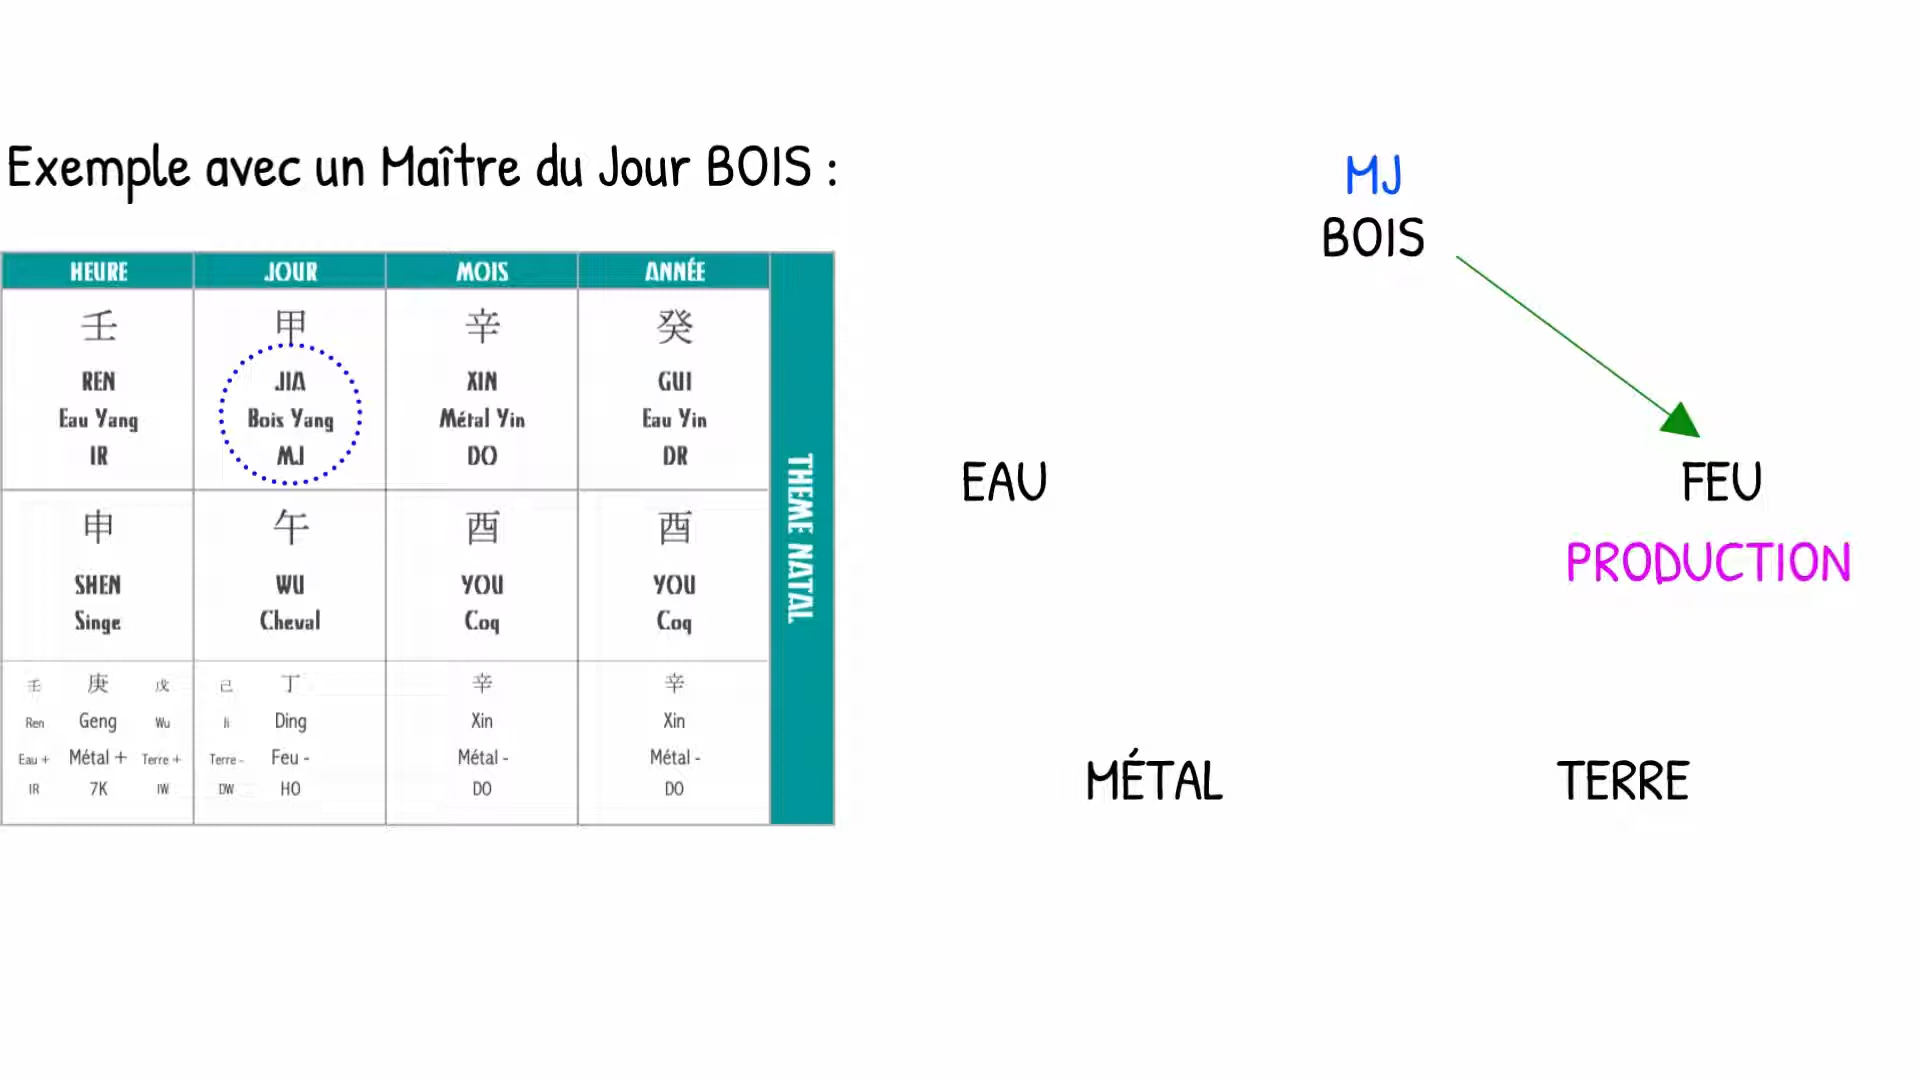 Exemple avec un Maître du Jour BOIS :
HEURE JOUR MOIS ANNÉE
壬 甲 辛 癸
REN JIA XIN GUI
Eau Yang Bois Yang Métal Yin Eau Yin
IR MJ DO DR
申 午 酉 酉
SHEN WU YOU YOU
Singe Cheval Coq Coq
壬 庚 戊 己 丁 辛 辛
Ren Geng Wu Ji Ding Xin Xin
Eau + Métal + Terre + Terre - Feu - Métal - Métal -
IR 7K IW DW HO DO DO
THEME NATAL
MJ
BOIS
EAU
FEU
PRODUCTION
MÉTAL
TERRE